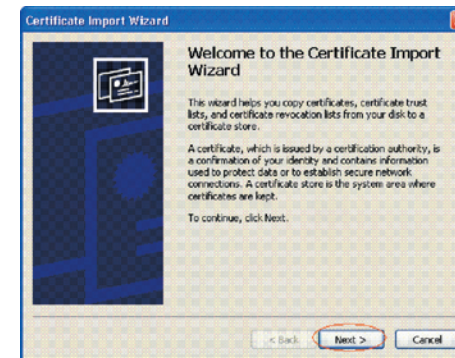 Certificate Import Wizard
Welcome to the Certificate Import
Wizard
This wizard helps you copy certificates, certificate trust
lists, and certificate revocation lists from your disk to a
certificate store.
A certificate, which is issued by a certification authority, is
a confirmation of your identity and contains information
used to protect data or to establish secure network
connections. A certificate store is the system area where
certificates are kept.
To continue, click Next.
< Back
Next >
Cancel